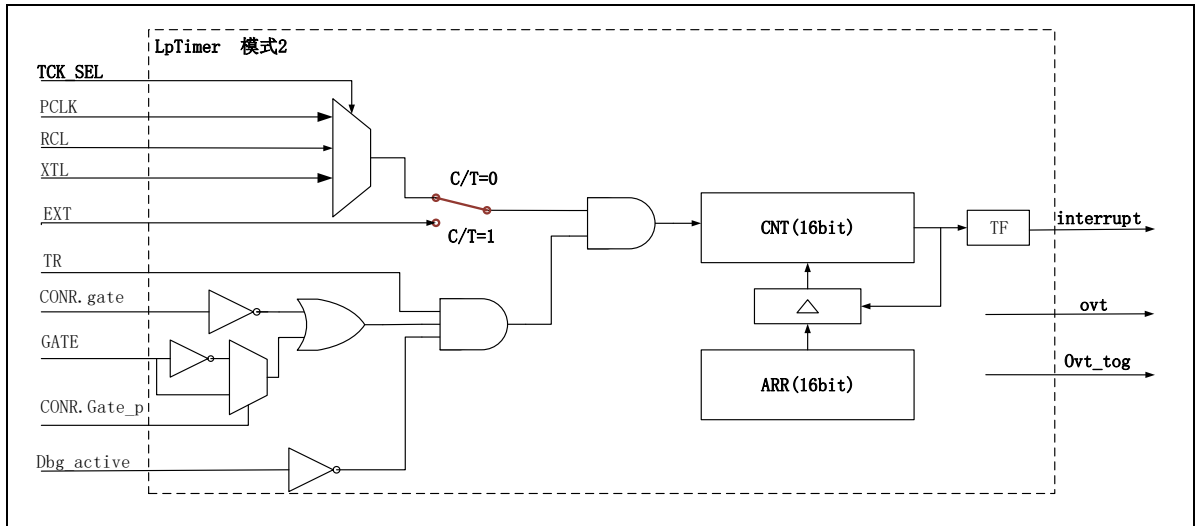 LpTimer 模式2
TCK_SEL
PCLK
RCL
XTL
C/T=0
EXT
C/T=1
CNT(16bit)
TF
interrupt
TR
CONR.gate
△
ovt
GATE
Ovt_tog
ARR(16bit)
CONR.Gate_p
Dbg_active